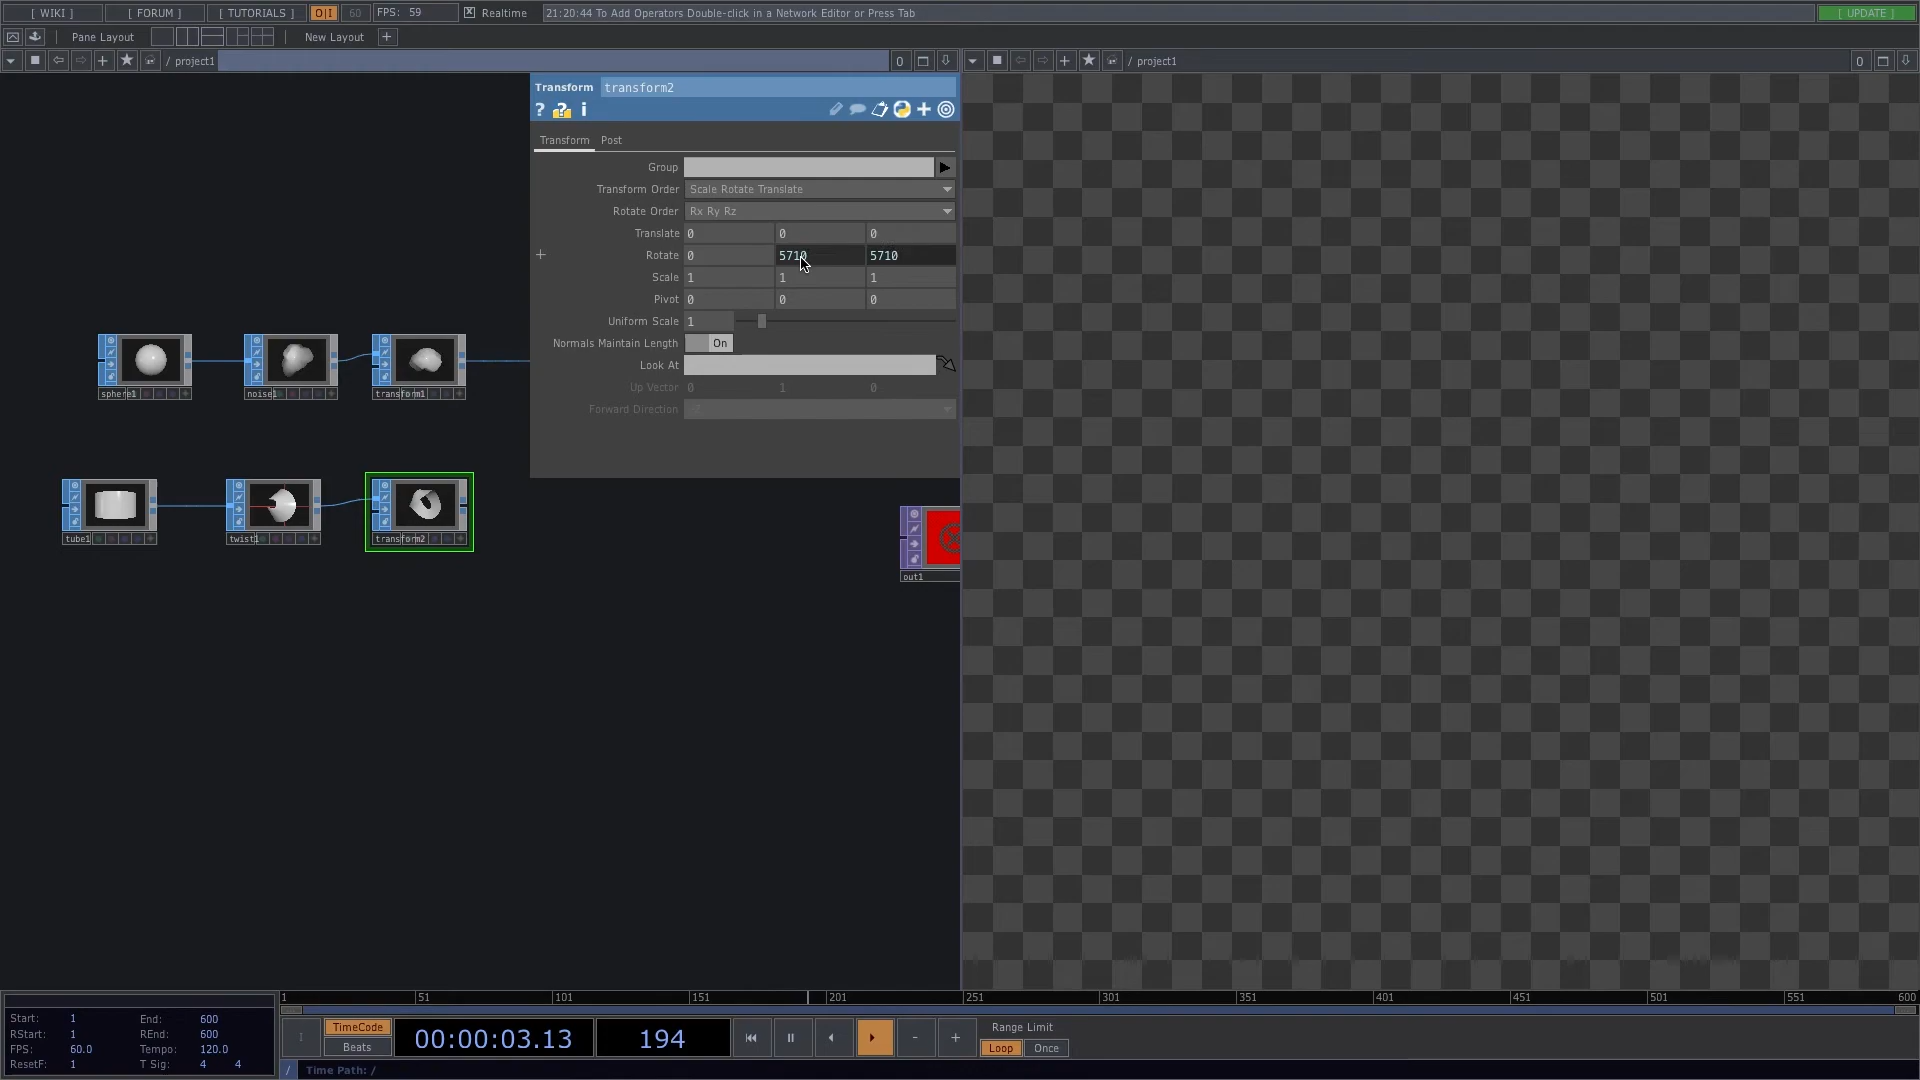 [ WIKI ] [ FORUM ] [ TUTORIALS ] O|I 60 FPS: 59 Realtime 21:20:44 To Add Operators Double-click in a Network Editor or Press Tab [ UPDATE ]
Pane Layout New Layout +
/ project1 0 / project1 0
Transform transform2
? ? i
Transform Post
Group
Transform Order Scale Rotate Translate
Rotate Order Rx Ry Rz
Translate 0 0 0
+ Rotate 0 5710 5710
Scale 1 1 1
Pivot 0 0 0
Uniform Scale 1
Normals Maintain Length On
Look At
Up Vector 0 1 0
Forward Direction
sphere1 noise1 transform1
tube1 twist1 transform2
out1
1 51 101 151 201 251 301 351 401 451 501 551 600
Start: 1 End: 600
RStart: 1 REnd: 600
FPS: 60.0 Tempo: 120.0
ResetF: 1 T Sig: 4 4
TimeCode
Beats
00:00:03.13 194
- +
Range Limit
Loop Once
/ Time Path: /